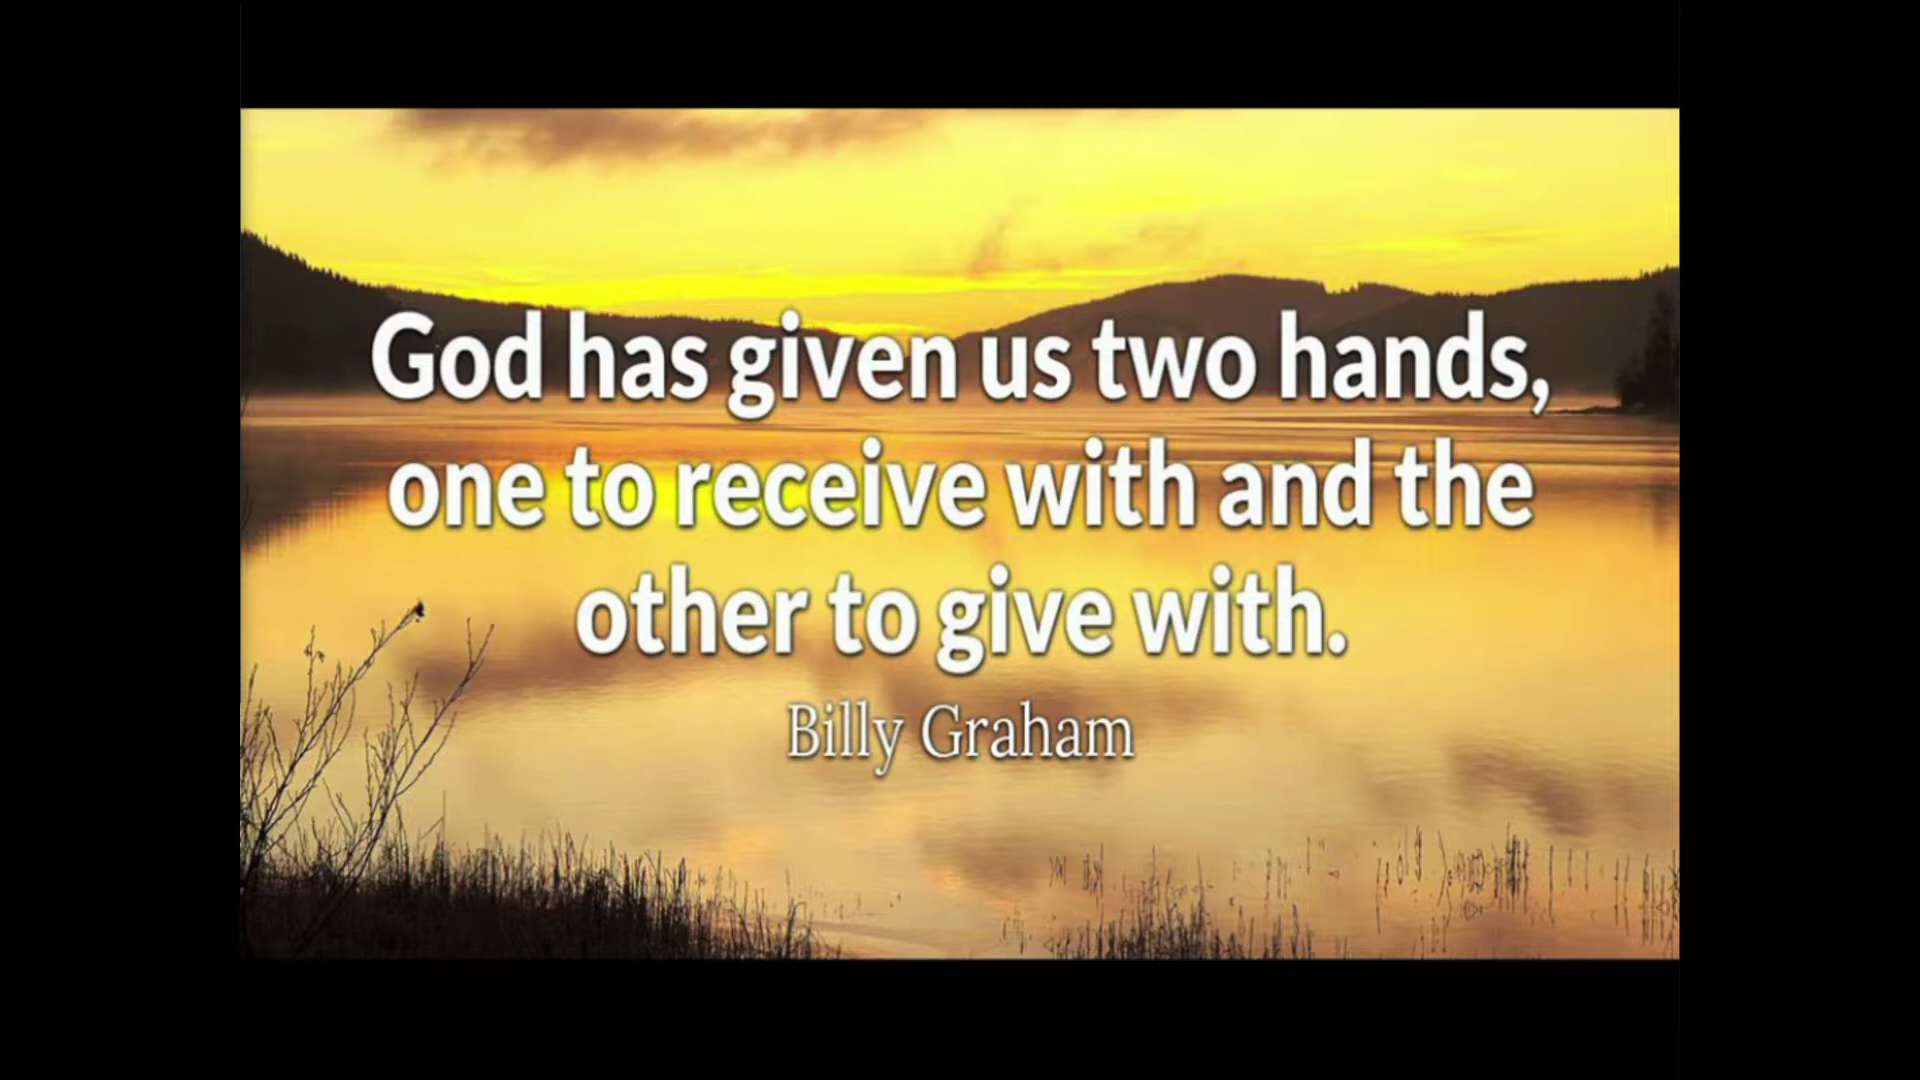 God has given us two hands,
one to receive with and the
other to give with.
Billy Graham